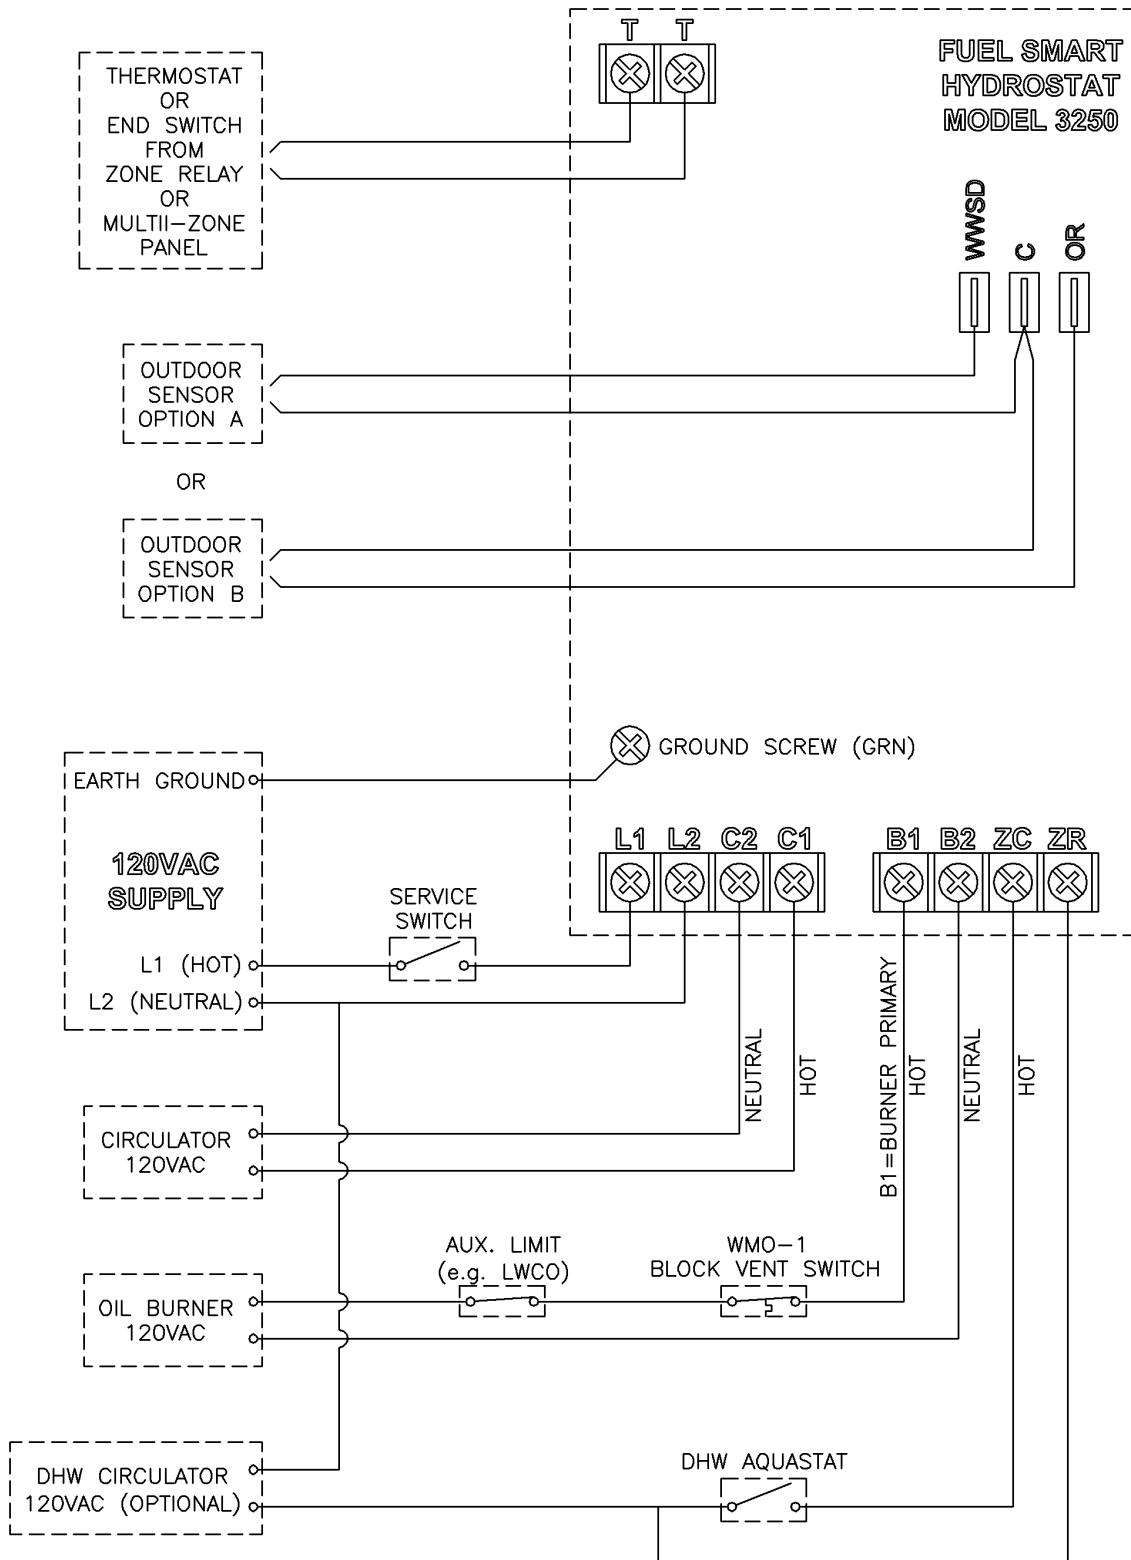 T T
FUEL SMART
HYDROSTAT
MODEL 3250
THERMOSTAT
OR
END SWITCH
FROM
ZONE RELAY
OR
MULTII-ZONE
PANEL
WWSD
C
OR
OUTDOOR
SENSOR
OPTION A
OR
OUTDOOR
SENSOR
OPTION B
GROUND SCREW (GRN)
EARTH GROUND
120VAC
SUPPLY
L1 (HOT)
L2 (NEUTRAL)
SERVICE
SWITCH
L1 L2 C2 C1
B1 B2 ZC ZR
NEUTRAL
HOT
B1=BURNER PRIMARY
HOT
NEUTRAL
HOT
CIRCULATOR
120VAC
AUX. LIMIT
(e.g. LWCO)
WMO-1
BLOCK VENT SWITCH
OIL BURNER
120VAC
DHW AQUASTAT
DHW CIRCULATOR
120VAC (OPTIONAL)